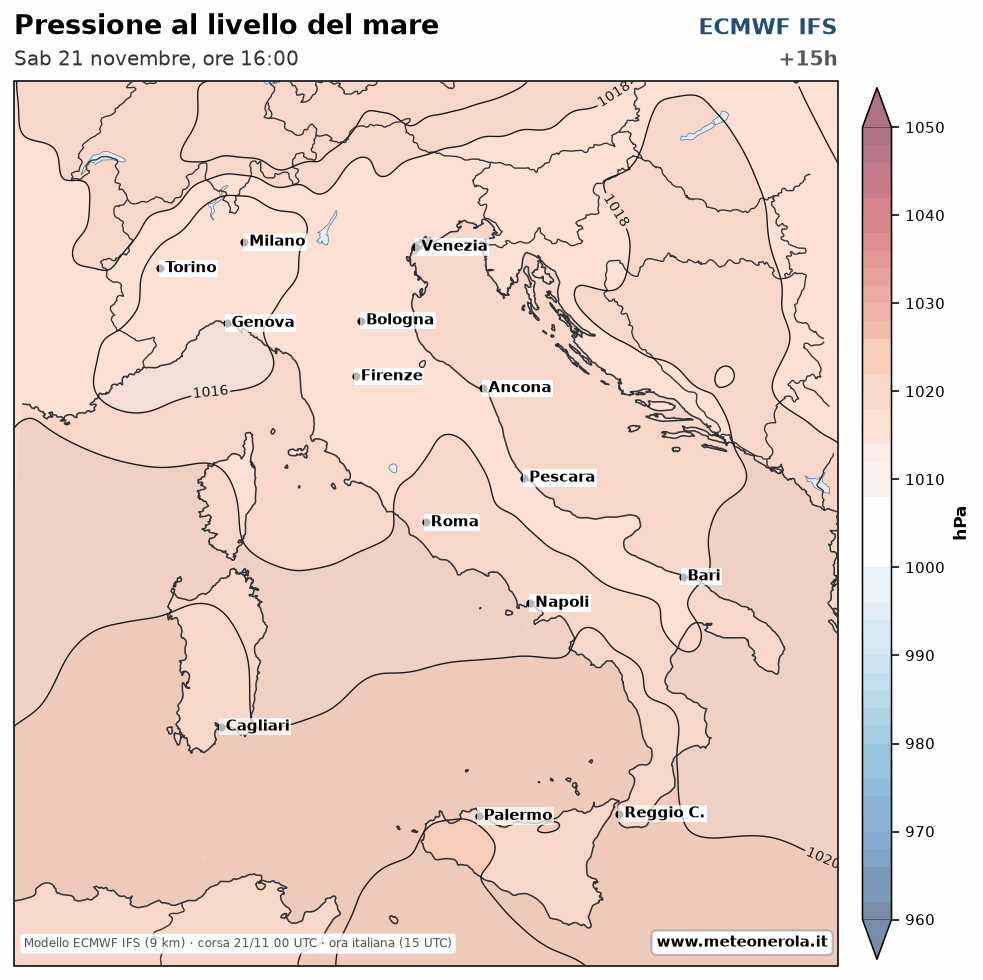 Pressione al livello del mare
ECMWF IFS
Sab 21 novembre, ore 16:00
+15h
1018
1018
Milano
Venezia
Torino
Genova
Bologna
Firenze
Ancona
1016
Pescara
Roma
Bari
Napoli
Cagliari
Palermo
Reggio C.
1020
Modello ECMWF IFS (9 km) · corsa 21/11 00 UTC · ora italiana (15 UTC)
www.meteonerola.it
1050
1040
1030
1020
1010
1000
990
980
970
960
hPa